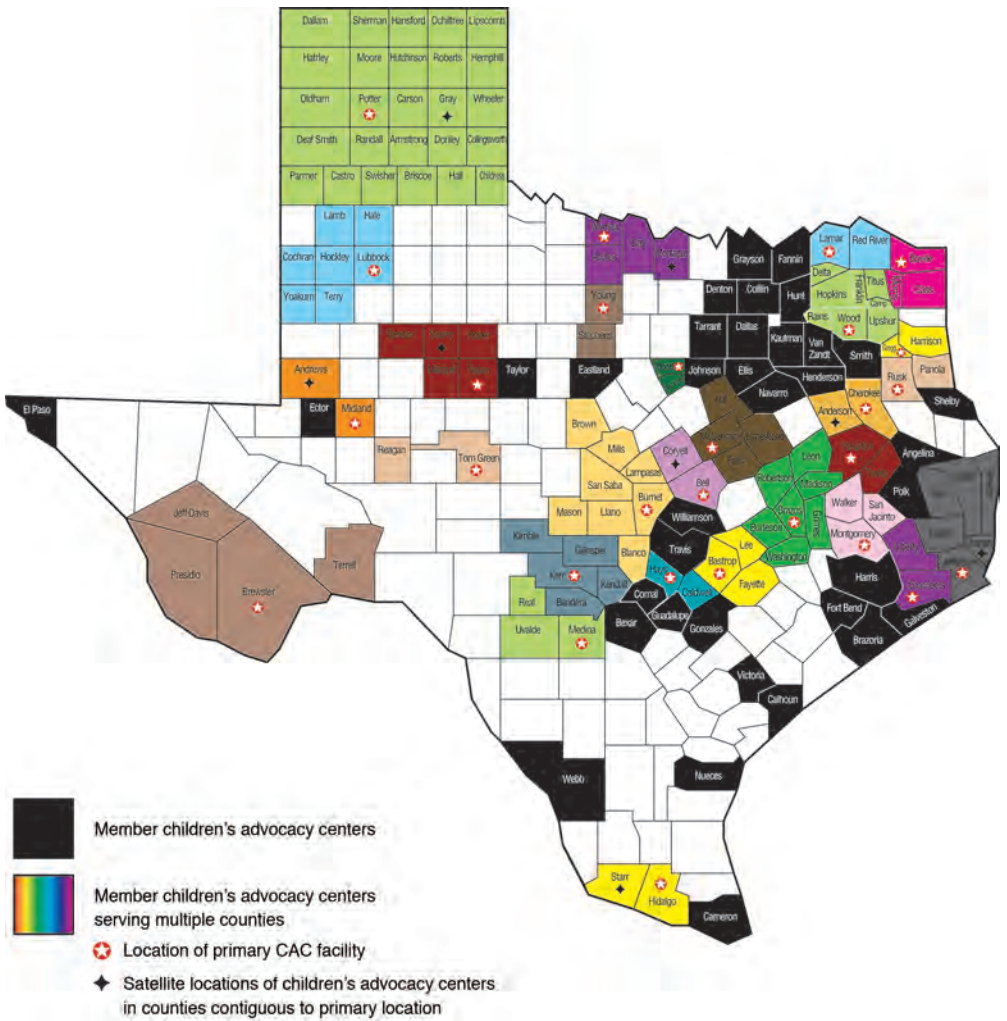 Dallam Sherman Hansford Ochiltree Lipscomb
Hartley Moore Hutchinson Roberts Hemphill
Oldham Potter Carson Gray Wheeler
Deaf Smith Randall Armstrong Donley Collingsworth
Parmer Castro Swisher Briscoe Hall Childress
Lamb Hale
Cochran Hockley Lubbock
Yoakum Terry
Lamar Red River
Grayson Fannin
Delta
Titus
Franklin
Camp
Denton Collin Hunt Hopkins
Cass
Young
Rains Wood Upshur
Tarrant Dallas Kaufman Van Zandt Smith Harrison
Stephens
Andrews
Taylor Eastland Johnson Ellis Henderson Rusk Panola
Navarro
El Paso
Ector Midland
Anderson Cherokee Shelby
Brown
Reagan Tom Green
Mills Coryell
Leon
Angelina
Lampasas
San Saba
Bell
Robertson Madison
Polk
Burnet
Mason Llano
Williamson
Walker San Jacinto
Grimes
Burleson
Jeff Davis
Kimble Gillespie Blanco Travis Lee
Washington
Montgomery
Presidio Brewster Terrell
Kerr Kendall Hays Bastrop
Harris
Bandera Comal Caldwell Fayette
Real
Uvalde Medina Bexar Guadalupe Gonzales
Fort Bend Galveston
Brazoria
Victoria
Calhoun
Webb Nueces
Starr Hidalgo
Cameron
Member children's advocacy centers
Member children's advocacy centers
serving multiple counties
Location of primary CAC facility
Satellite locations of children's advocacy centers
in counties contiguous to primary location